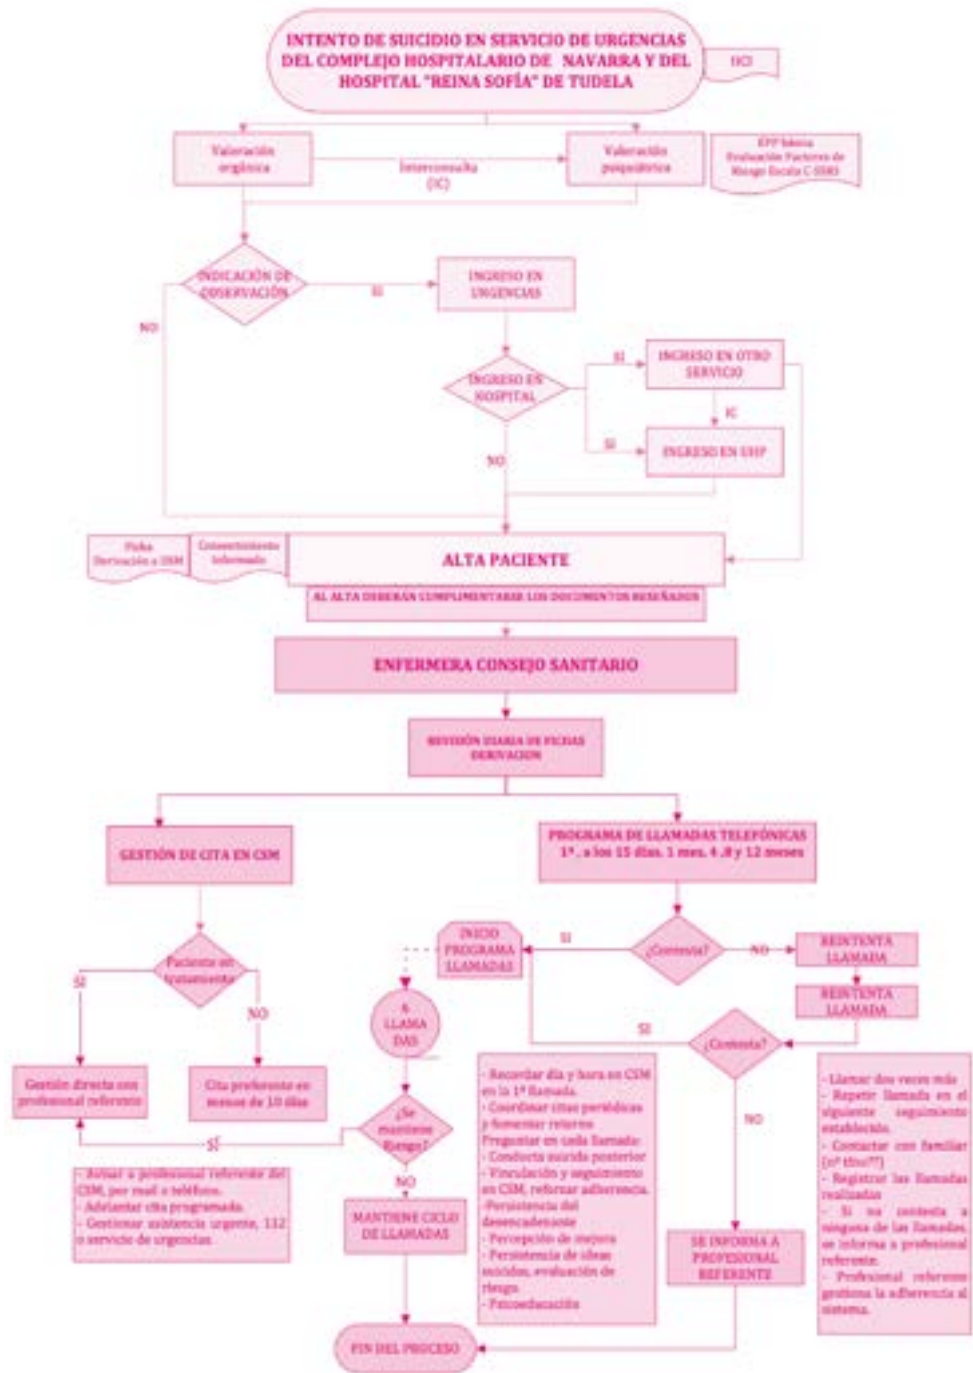 INTENTO DE SUICIDIO EN SERVICIO DE URGENCIAS
DEL COMPLEJO HOSPITALARIO DE NAVARRA Y DEL
HOSPITAL "REINA SOFÍA" DE TUDELA
HCI
Valoración
orgánica
Interconsulta
(IC)
Valoración
psiquiátrica
Evaluación Factores de
Riesgo Escala C-SSRS
INDICACIÓN DE
OBSERVACIÓN
SI
NO
INGRESO EN
URGENCIAS
INGRESO EN
HOSPITAL
SI
SI
NO
INGRESO EN OTRO
SERVICIO
IC
INGRESO EN UHP
Ficha
Derivación a CSM
Consentimiento
Informado
ALTA PACIENTE
AL ALTA DEBERÁN CUMPLIMENTARSE LOS DOCUMENTOS RESEÑADOS
ENFERMERA CONSEJO SANITARIO
REVISIÓN DIARIA DE FICHAS
DERIVACION
GESTIÓN DE CITA EN CSM
PROGRAMA DE LLAMADAS TELEFÓNICAS
1ª , a los 15 días, 1 mes, 4 ,8 y 12 meses
Paciente en
tratamiento
SI
NO
Gestión directa con
profesional referente
Cita preferente en
menos de 10 días
INICIO
PROGRAMA
LLAMADAS
SI
¿Contesta?
NO
REINTENTA
LLAMADA
REINTENTA
LLAMADA
SI
¿Contesta?
NO
6
LLAMA
DAS
¿Se
mantiene
Riesgo?
SÍ
NO
- Avisar a profesional referente del
CSM, por mail o teléfono.
- Adelantar cita programada.
- Gestionar asistencia urgente, 112
o servicio de urgencias.
MANTIENE CICLO
DE LLAMADAS
- Recordar día y hora en CSM
en la 1ª llamada.
- Coordinar citas periódicas
y fomentar retorno
Preguntar en cada llamada:
- Conducta suicida posterior
- Vinculación y seguimiento
en CSM, reforzar adherencia.
-Persistencia del
desencadenante
- Percepción de mejora
- Persistencia de ideas
suicidas, evaluación de
riesgo.
- Psicoeducación
SE INFORMA A
PROFESIONAL
REFERENTE
- Llamar dos veces más
- Repetir llamada en el
siguiente seguimiento
establecido.
- Contactar con familiar
- Registrar las llamadas
realizadas
- Si no contesta a
ninguna de las llamadas,
se informa a profesional
referente.
- Profesional referente
gestiona la adherencia al
sistema.
FIN DEL PROCESO